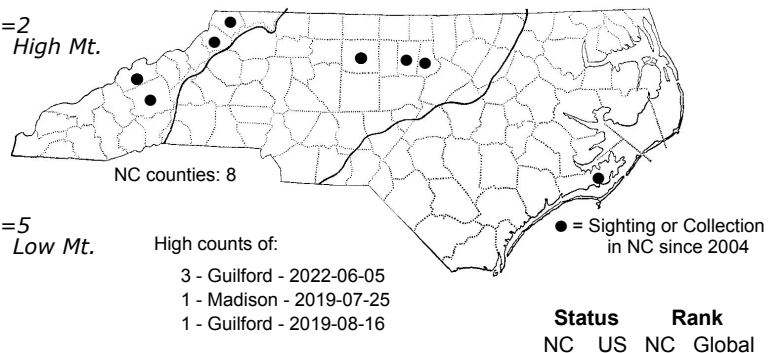 =2
High Mt.
NC counties: 8
=5
Low Mt.
High counts of:
3 - Guilford - 2022-06-05
1 - Madison - 2019-07-25
1 - Guilford - 2019-08-16
● = Sighting or Collection
in NC since 2004
Status Rank
NC US NC Global